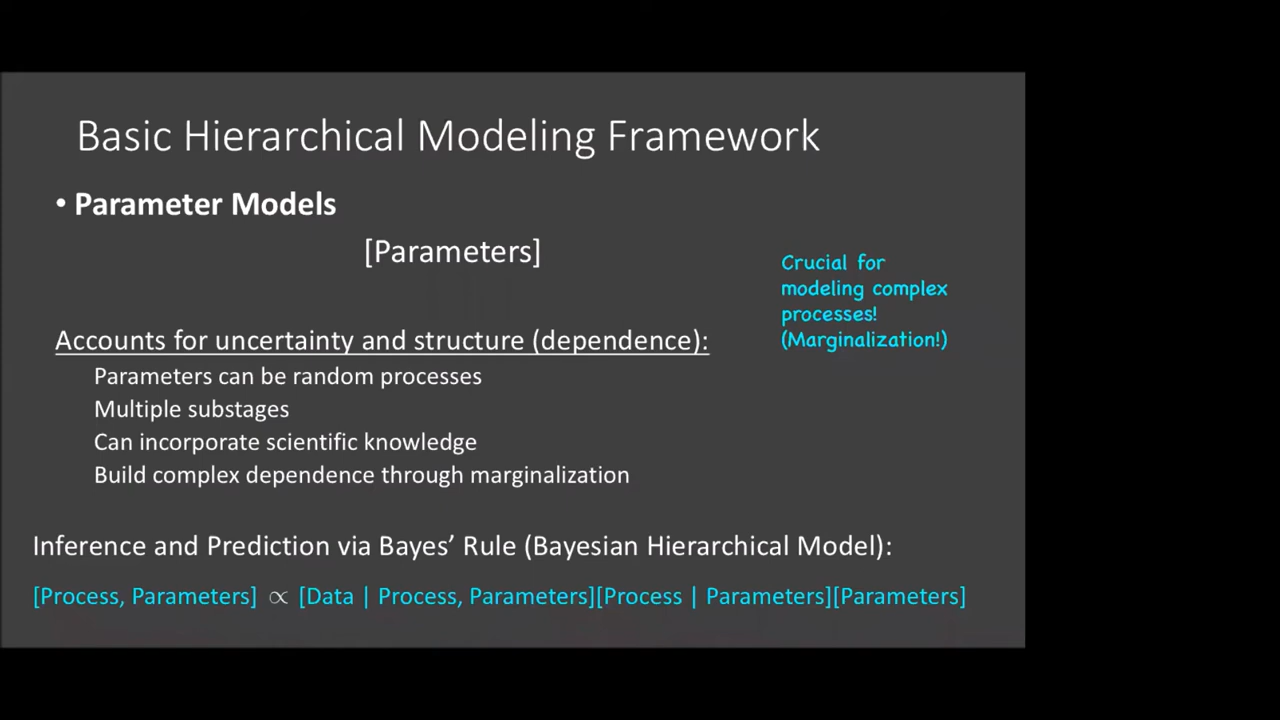 Basic Hierarchical Modeling Framework
• Parameter Models
[Parameters]
Crucial for
modeling complex
processes!
(Marginalization!)
Accounts for uncertainty and structure (dependence):
Parameters can be random processes
Multiple substages
Can incorporate scientific knowledge
Build complex dependence through marginalization
Inference and Prediction via Bayes’ Rule (Bayesian Hierarchical Model):
[Process, Parameters] ∝ [Data | Process, Parameters][Process | Parameters][Parameters]